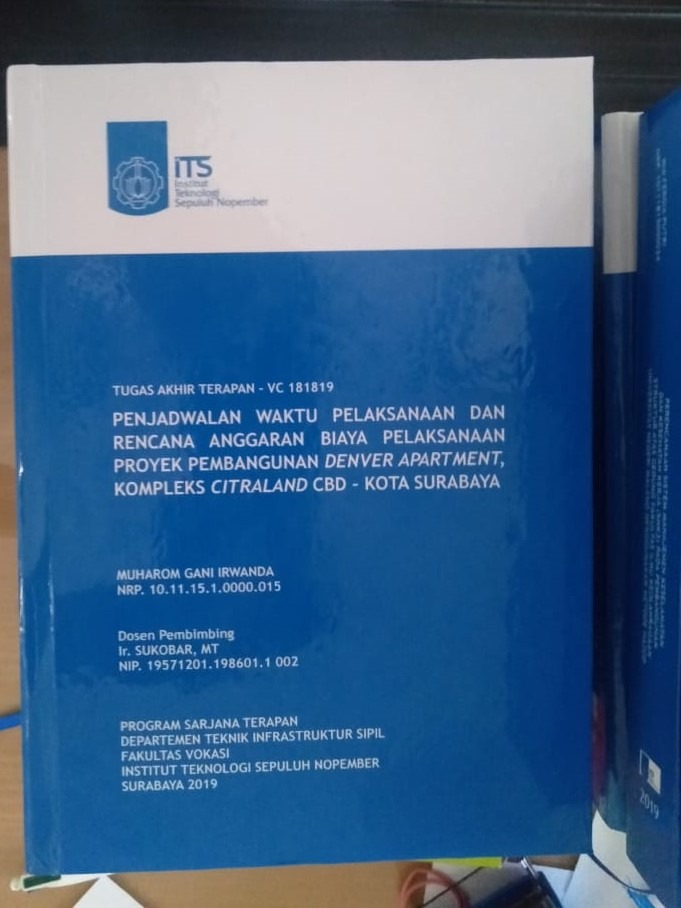 iTS
Institut
Teknologi
Sepuluh Nopember
TUGAS AKHIR TERAPAN - VC 181819
PENJADWALAN WAKTU PELAKSANAAN DAN
RENCANA ANGGARAN BIAYA PELAKSANAAN
PROYEK PEMBANGUNAN DENVER APARTMENT,
KOMPLEKS CITRALAND CBD - KOTA SURABAYA
MUHAROM GANI IRWANDA
NRP. 10.11.15.1.0000.015
Dosen Pembimbing
Ir. SUKOBAR, MT
NIP. 19571201.198601.1 002
PROGRAM SARJANA TERAPAN
DEPARTEMEN TEKNIK INFRASTRUKTUR SIPIL
FAKULTAS VOKASI
INSTITUT TEKNOLOGI SEPULUH NOPEMBER
SURABAYA 2019
2019